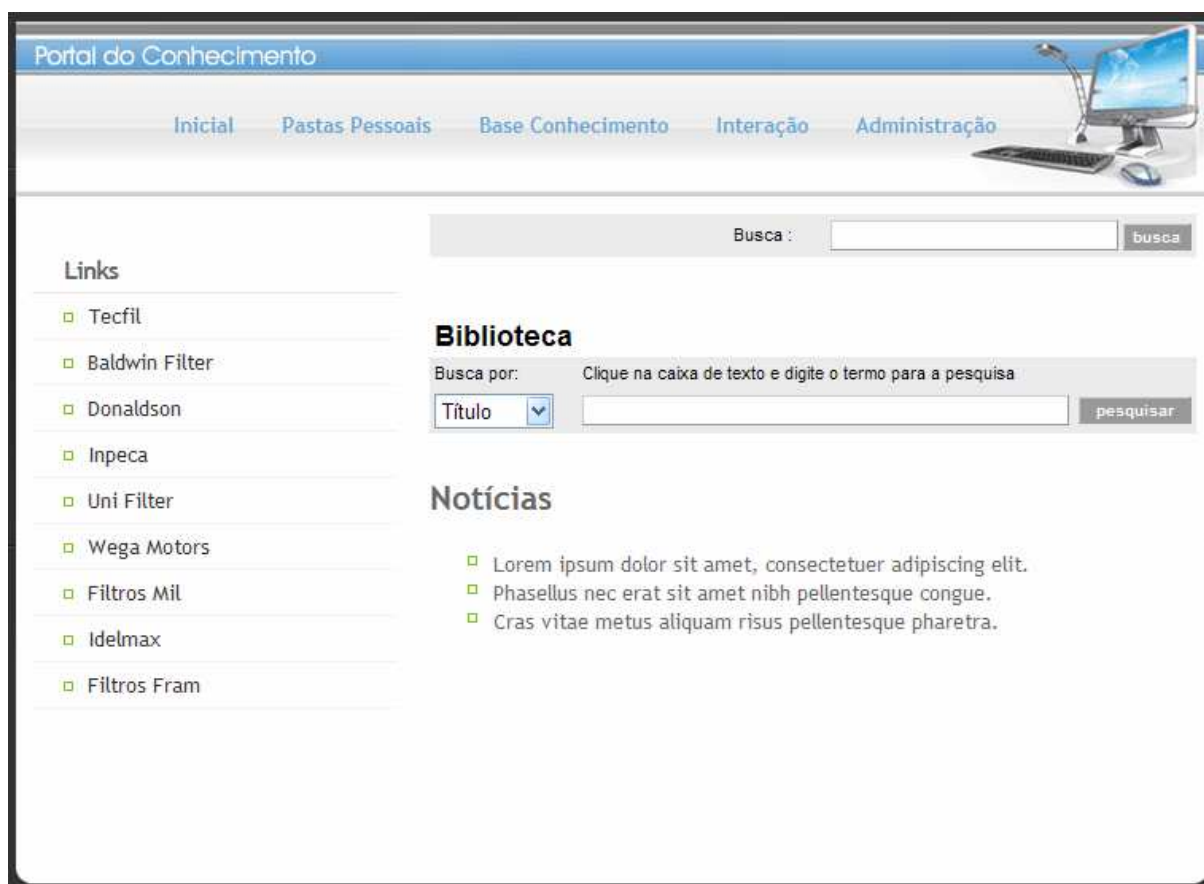 Portal do Conhecimento
Inicial Pastas Pessoais Base Conhecimento Interação Administração
Busca : busca
Links
Tecfil
Baldwin Filter
Donaldson
Inpeca
Uni Filter
Wega Motors
Filtros Mil
Idelmax
Filtros Fram
Biblioteca
Busca por: Clique na caixa de texto e digite o termo para a pesquisa
Título pesquisar
Notícias
Lorem ipsum dolor sit amet, consectetuer adipiscing elit.
Phasellus nec erat sit amet nibh pellentesque congue.
Cras vitae metus aliquam risus pellentesque pharetra.